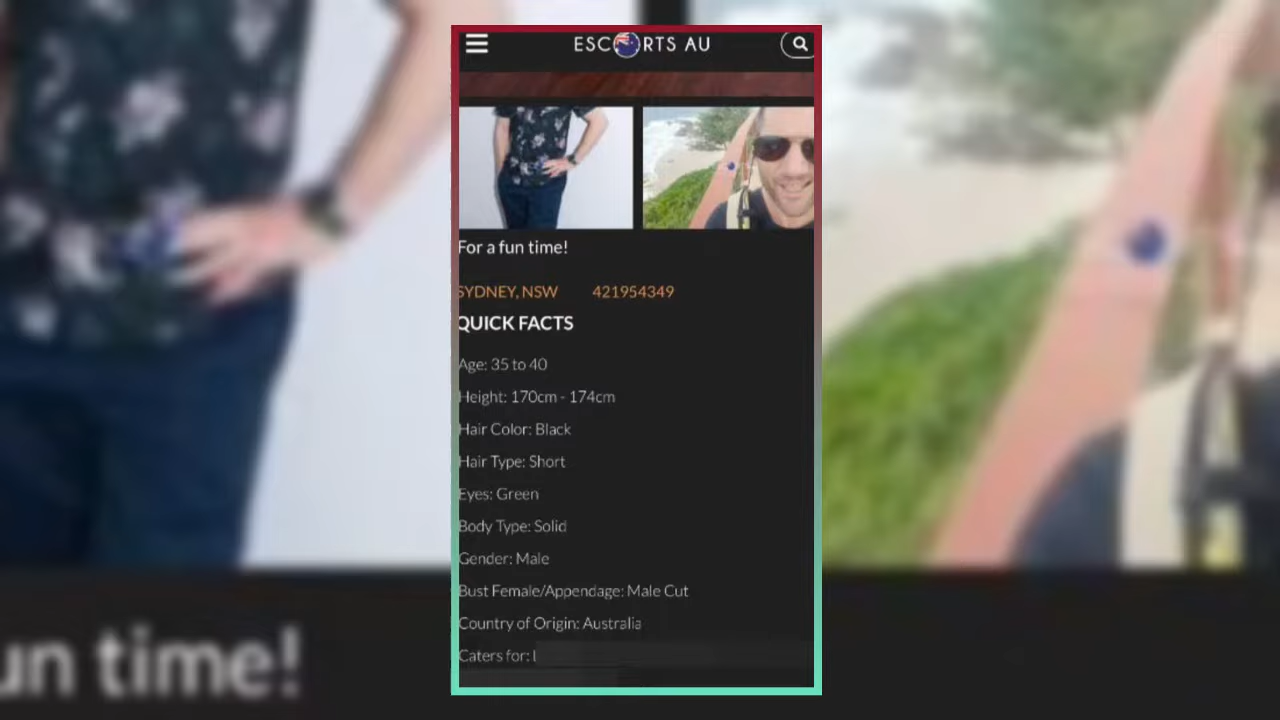 ESCORTS AU
For a fun time!
SYDNEY, NSW 421954349
QUICK FACTS
Age: 35 to 40
Height: 170cm - 174cm
Hair Color: Black
Hair Type: Short
Eyes: Green
Body Type: Solid
Gender: Male
Bust Female/Appendage: Male Cut
Country of Origin: Australia
Caters for:
un time!